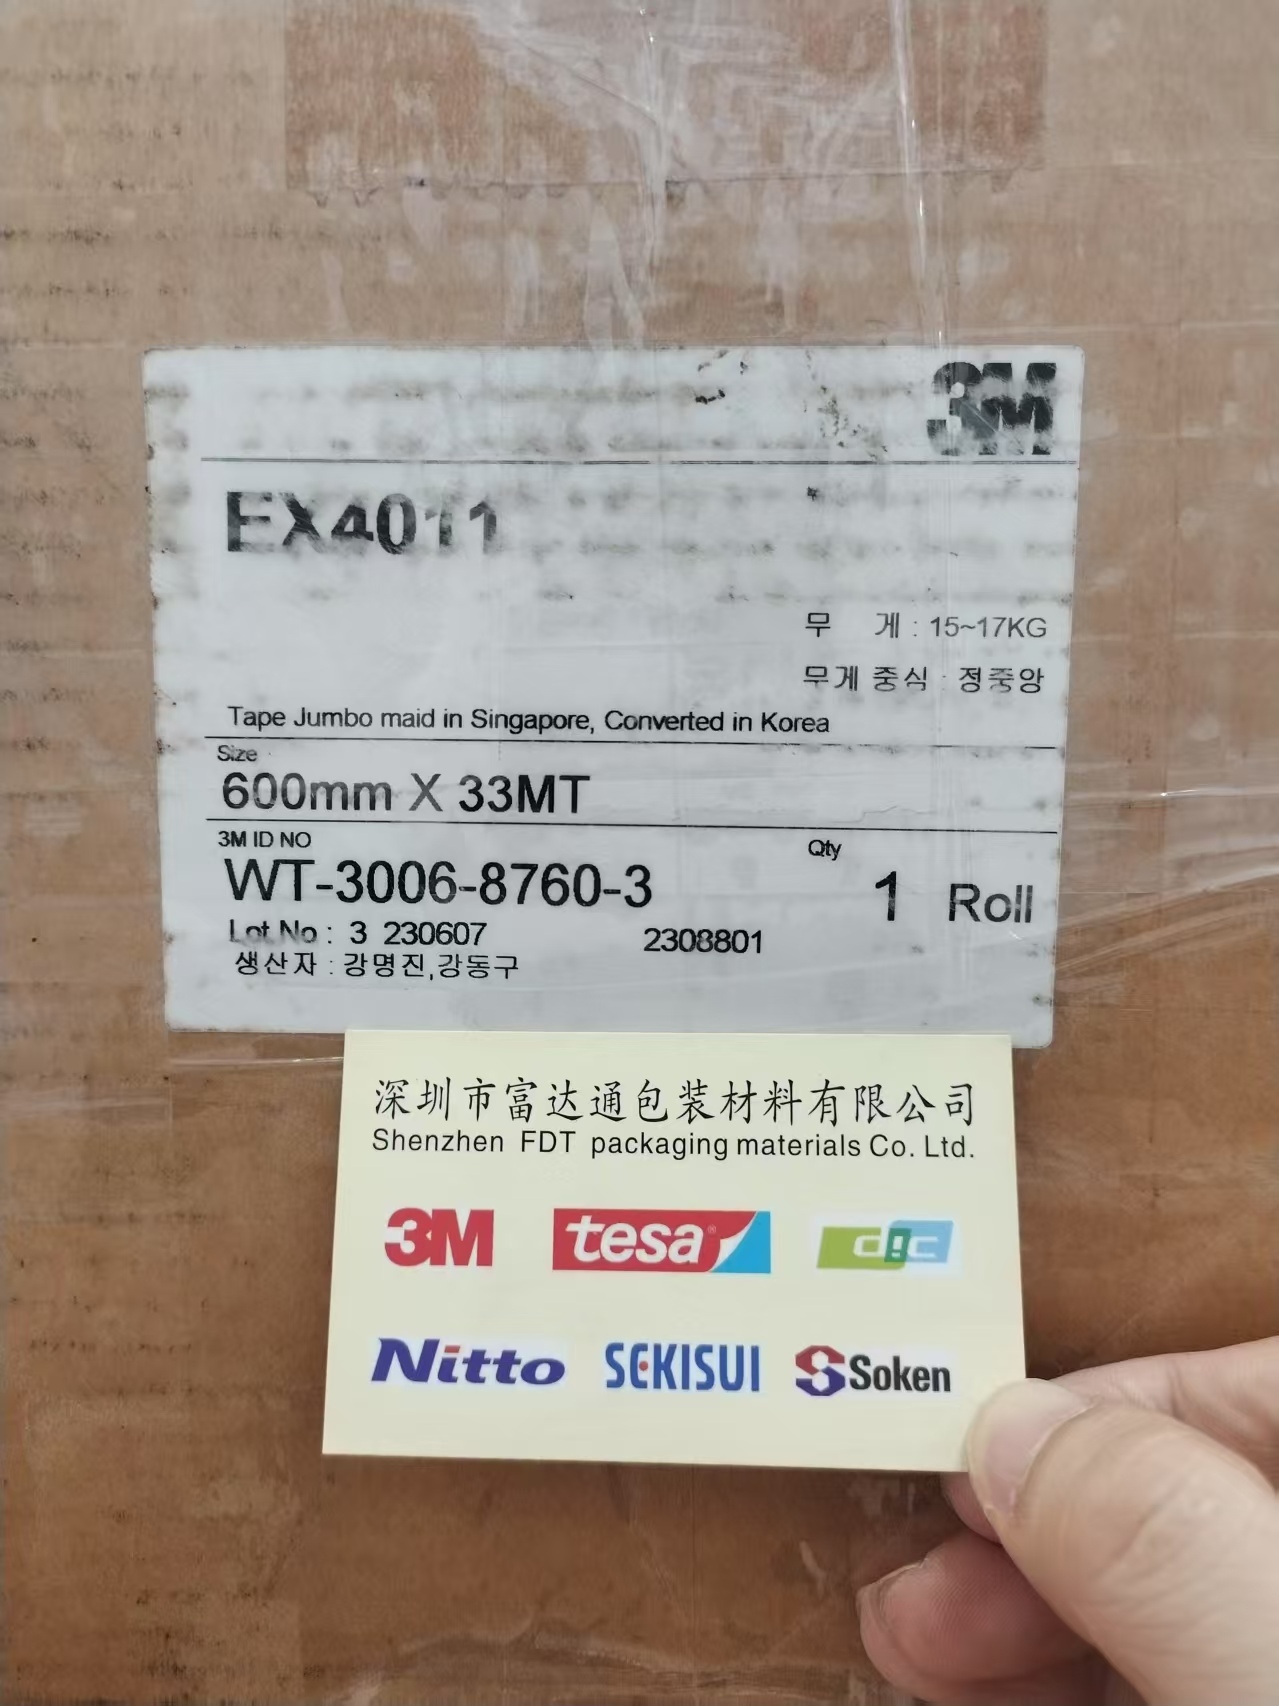 3M
EX4011
무 게 : 15~17KG
무게 중심 : 정중앙
Tape Jumbo maid in Singapore, Converted in Korea
Size
600mm X 33MT
3M ID NO
Qty
WT-3006-8760-3
1 Roll
Lot No : 3 230607 2308801
생산자 : 강명진,강동구
深圳市富达通包装材料有限公司
Shenzhen FDT packaging materials Co. Ltd.
3M tesa® dic
Nitto SEKISUI Soken